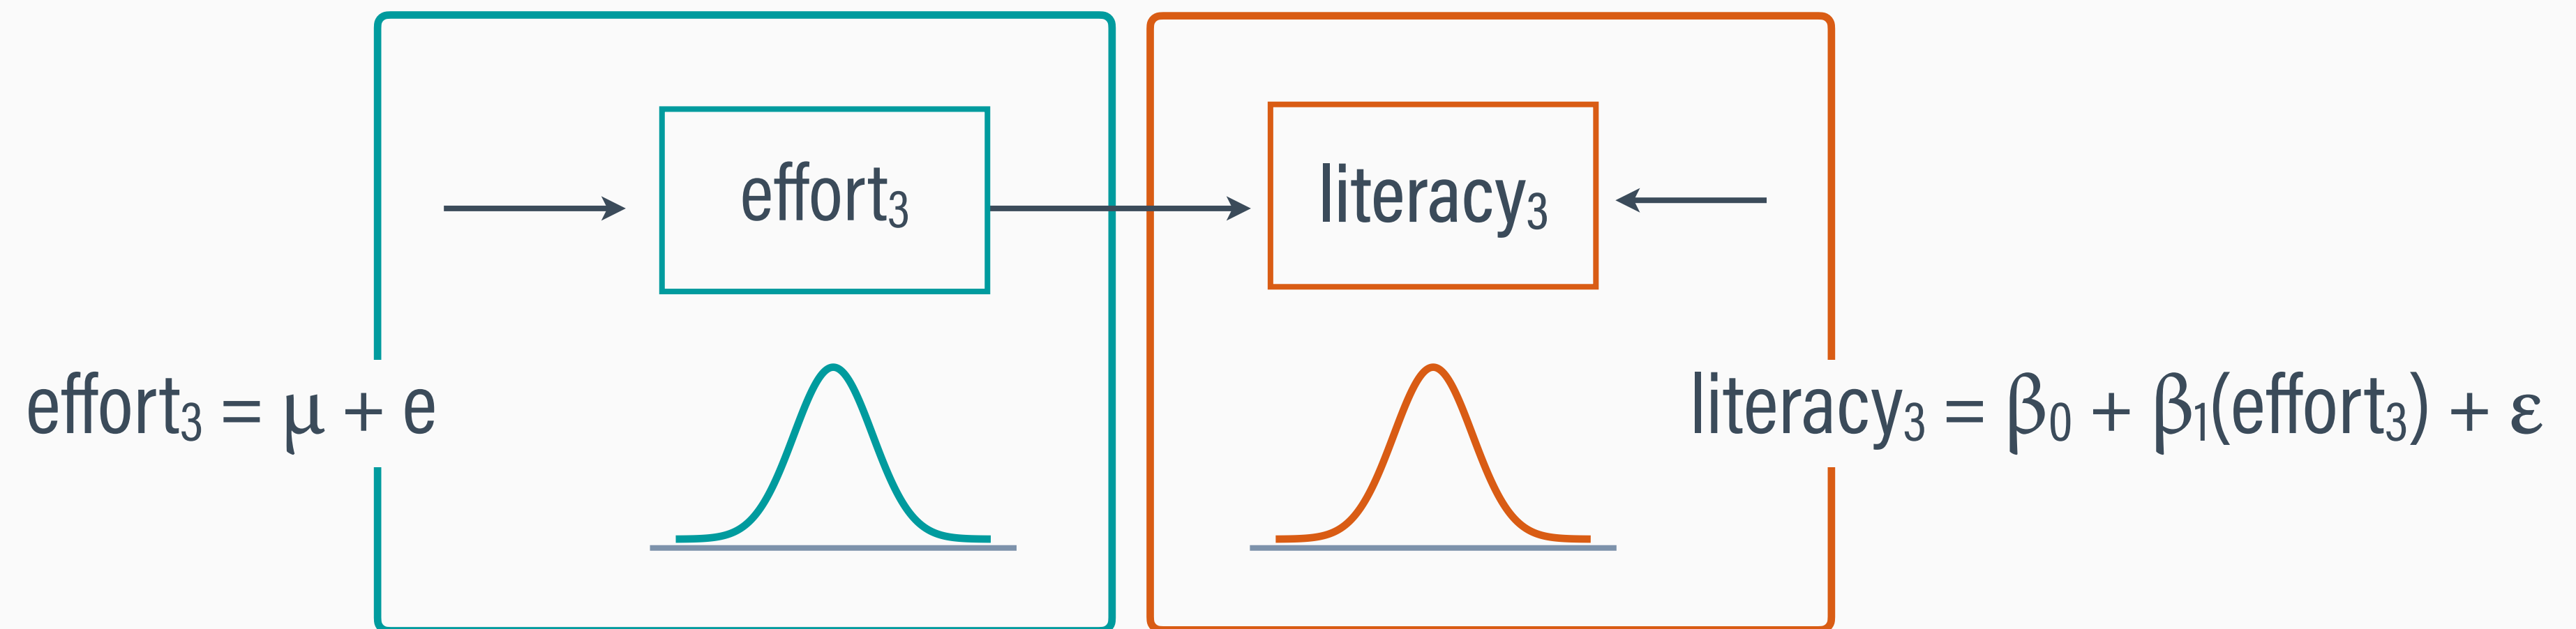 effort₃
literacy₃
effort₃ = μ + e
literacy₃ = β₀ + β₁(effort₃) + ε